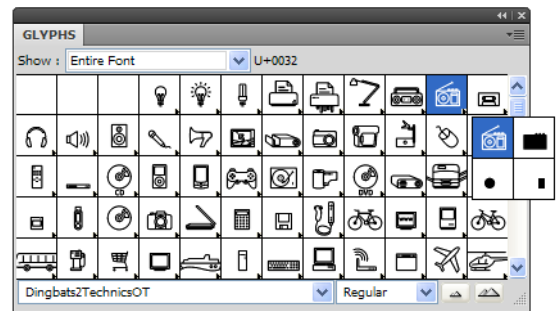 GLYPHS
Show : Entire Font U+0032
CD
DVD
Dingbats2TechnicsOT Regular